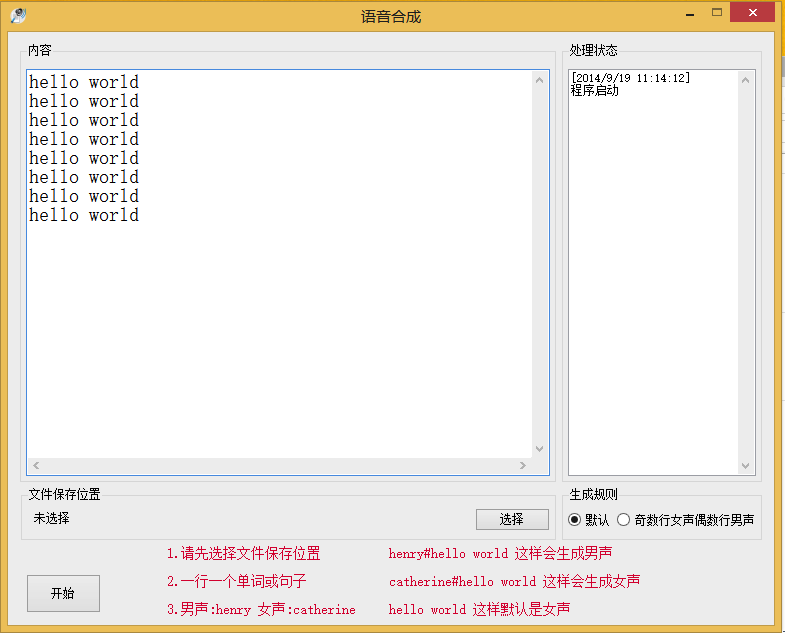 语音合成
内容
hello world
hello world
hello world
hello world
hello world
hello world
hello world
hello world
处理状态
[2014/9/19 11:14:12]
程序启动
文件保存位置
未选择
选择
生成规则
默认
奇数行女声偶数行男声
开始
1.请先选择文件保存位置
henry#hello world 这样会生成男声
2.一行一个单词或句子
catherine#hello world 这样会生成女声
3.男声:henry 女声:catherine
hello world 这样默认是女声